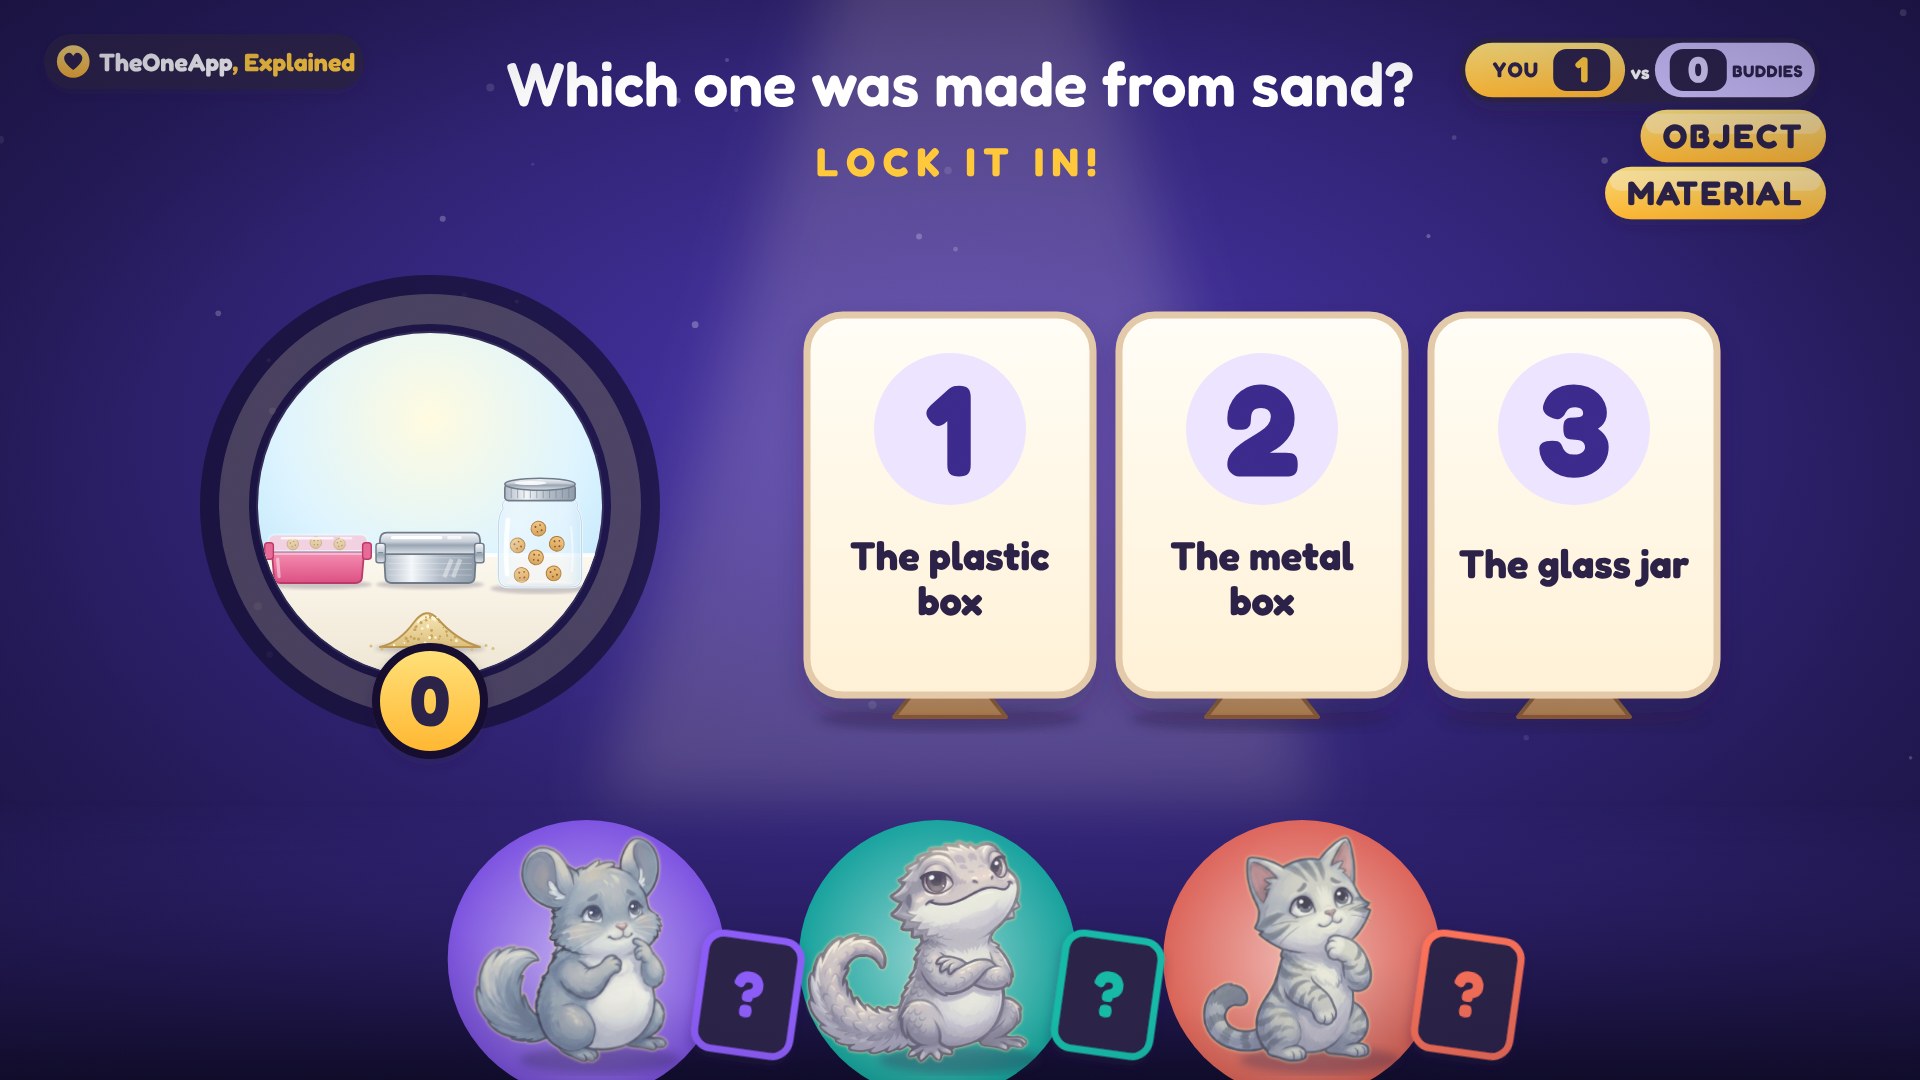 TheOneApp, Explained
Which one was made from sand?
LOCK IT IN!
YOU 1 vs 0 BUDDIES
OBJECT
MATERIAL
0
1
The plastic
box
2
The metal
box
3
The glass jar
?
?
?